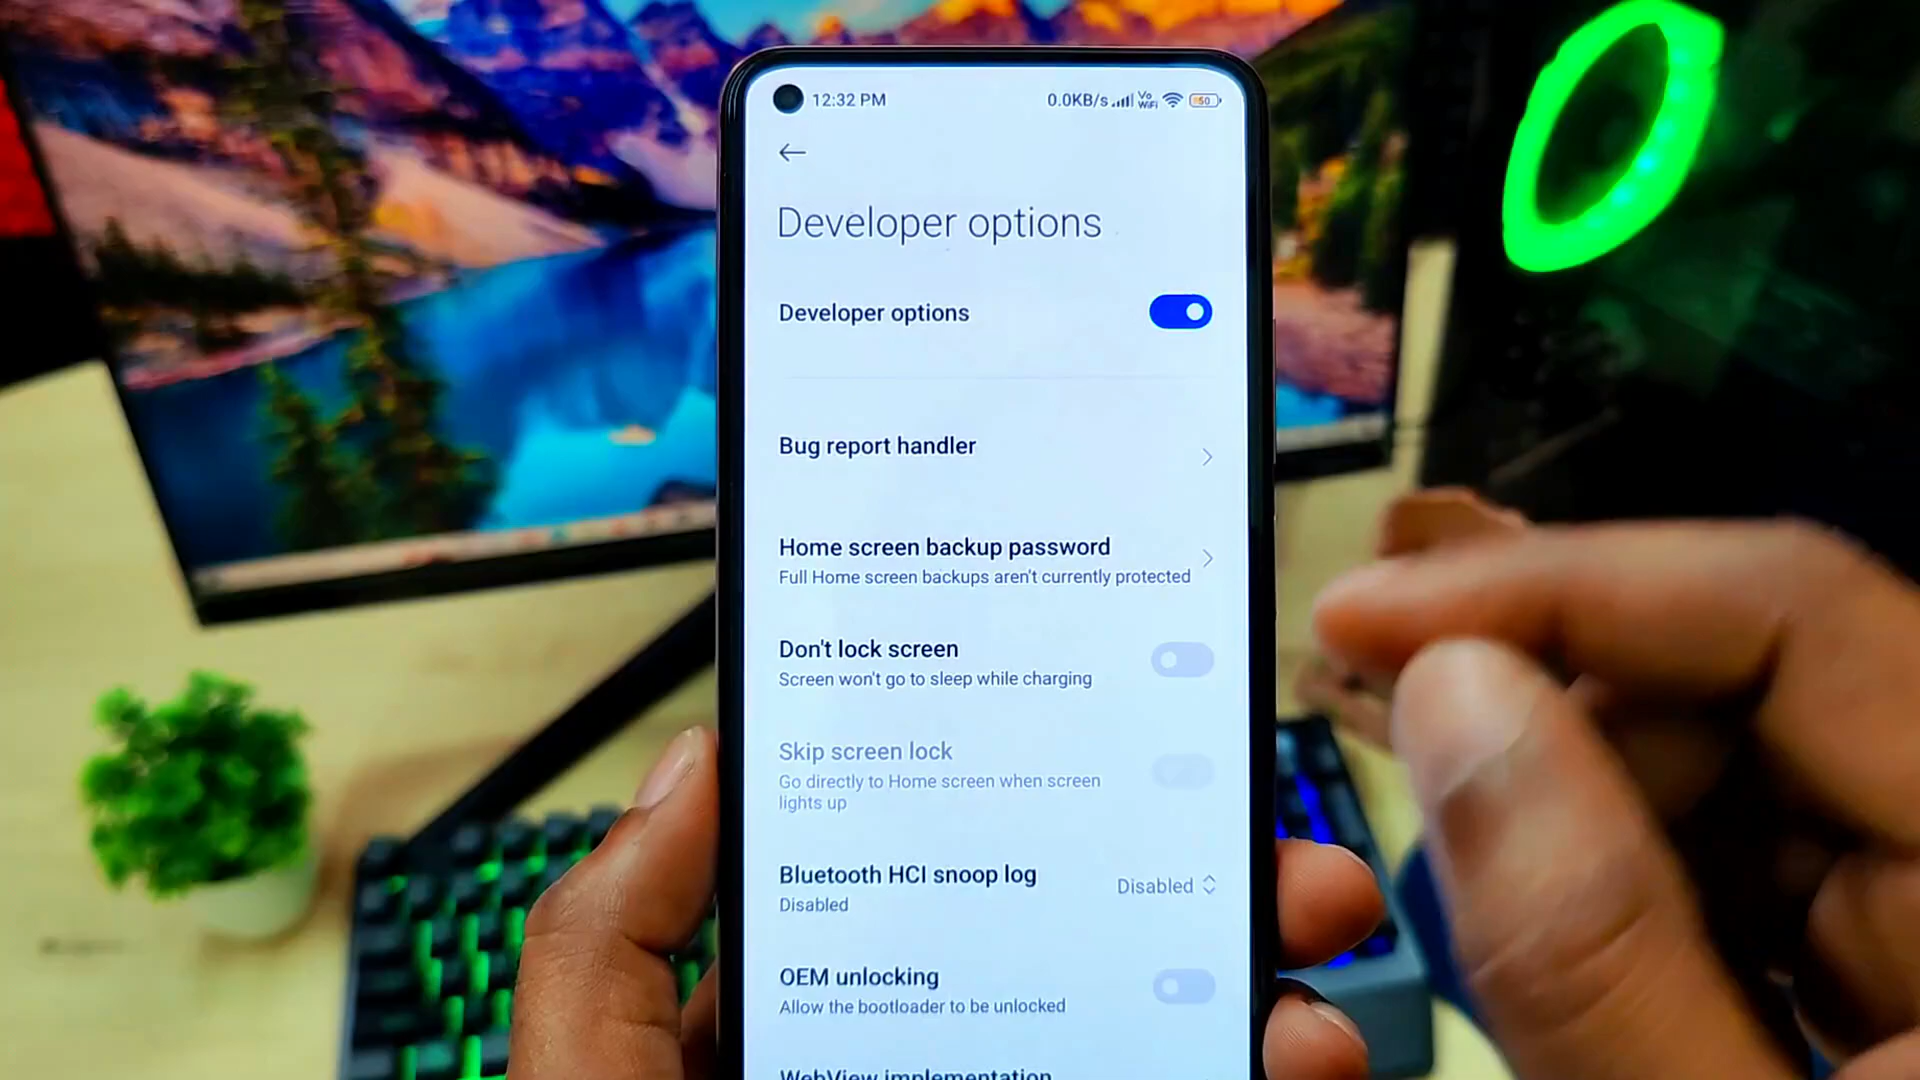 12:32 PM
0.0KB/s Vo WiFi 50
Developer options
Developer options
Bug report handler
Home screen backup password
Full Home screen backups aren't currently protected
Don't lock screen
Screen won't go to sleep while charging
Skip screen lock
Go directly to Home screen when screen
lights up
Bluetooth HCI snoop log
Disabled
Disabled
OEM unlocking
Allow the bootloader to be unlocked
WebView implementation